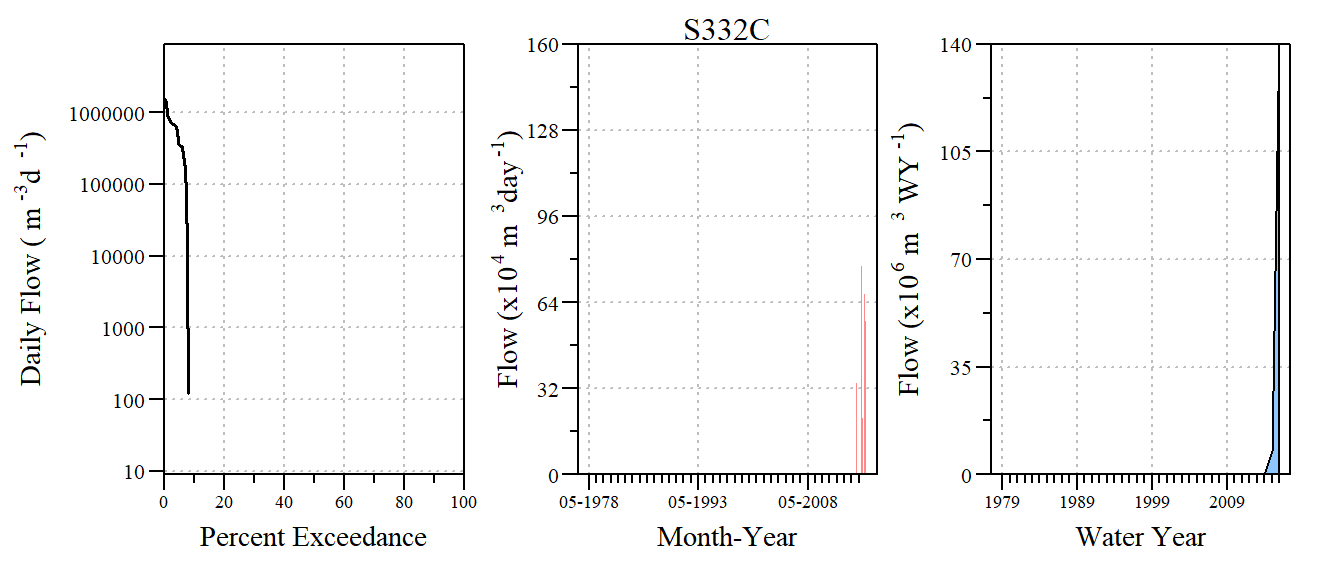 S332C
Daily Flow ( m -3d -1)
1000000
100000
10000
1000
100
10
0 20 40 60 80 100
Percent Exceedance
Flow (x10 4 m 3day -1)
160
128
96
64
32
0
05-1978 05-1993 05-2008
Month-Year
Flow (x10 6 m 3 WY -1)
140
105
70
35
0
1979 1989 1999 2009
Water Year